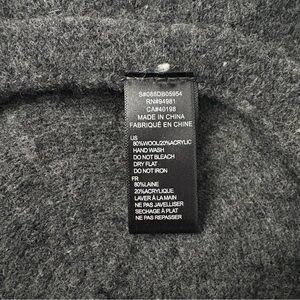 S#088DB05954
RN#94981
CA#40198
MADE IN CHINA
FABRIQUÉ EN CHINE
US
80%WOOL/20%ACRYLIC
HAND WASH
DO NOT BLEACH
DRY FLAT
DO NOT IRON
FR
80%LAINE
20%ACRYLIQUE
LAVER À LA MAIN
NE PAS JAVELLISER
SECHAGE À PLAT
NE PAS REPASSER